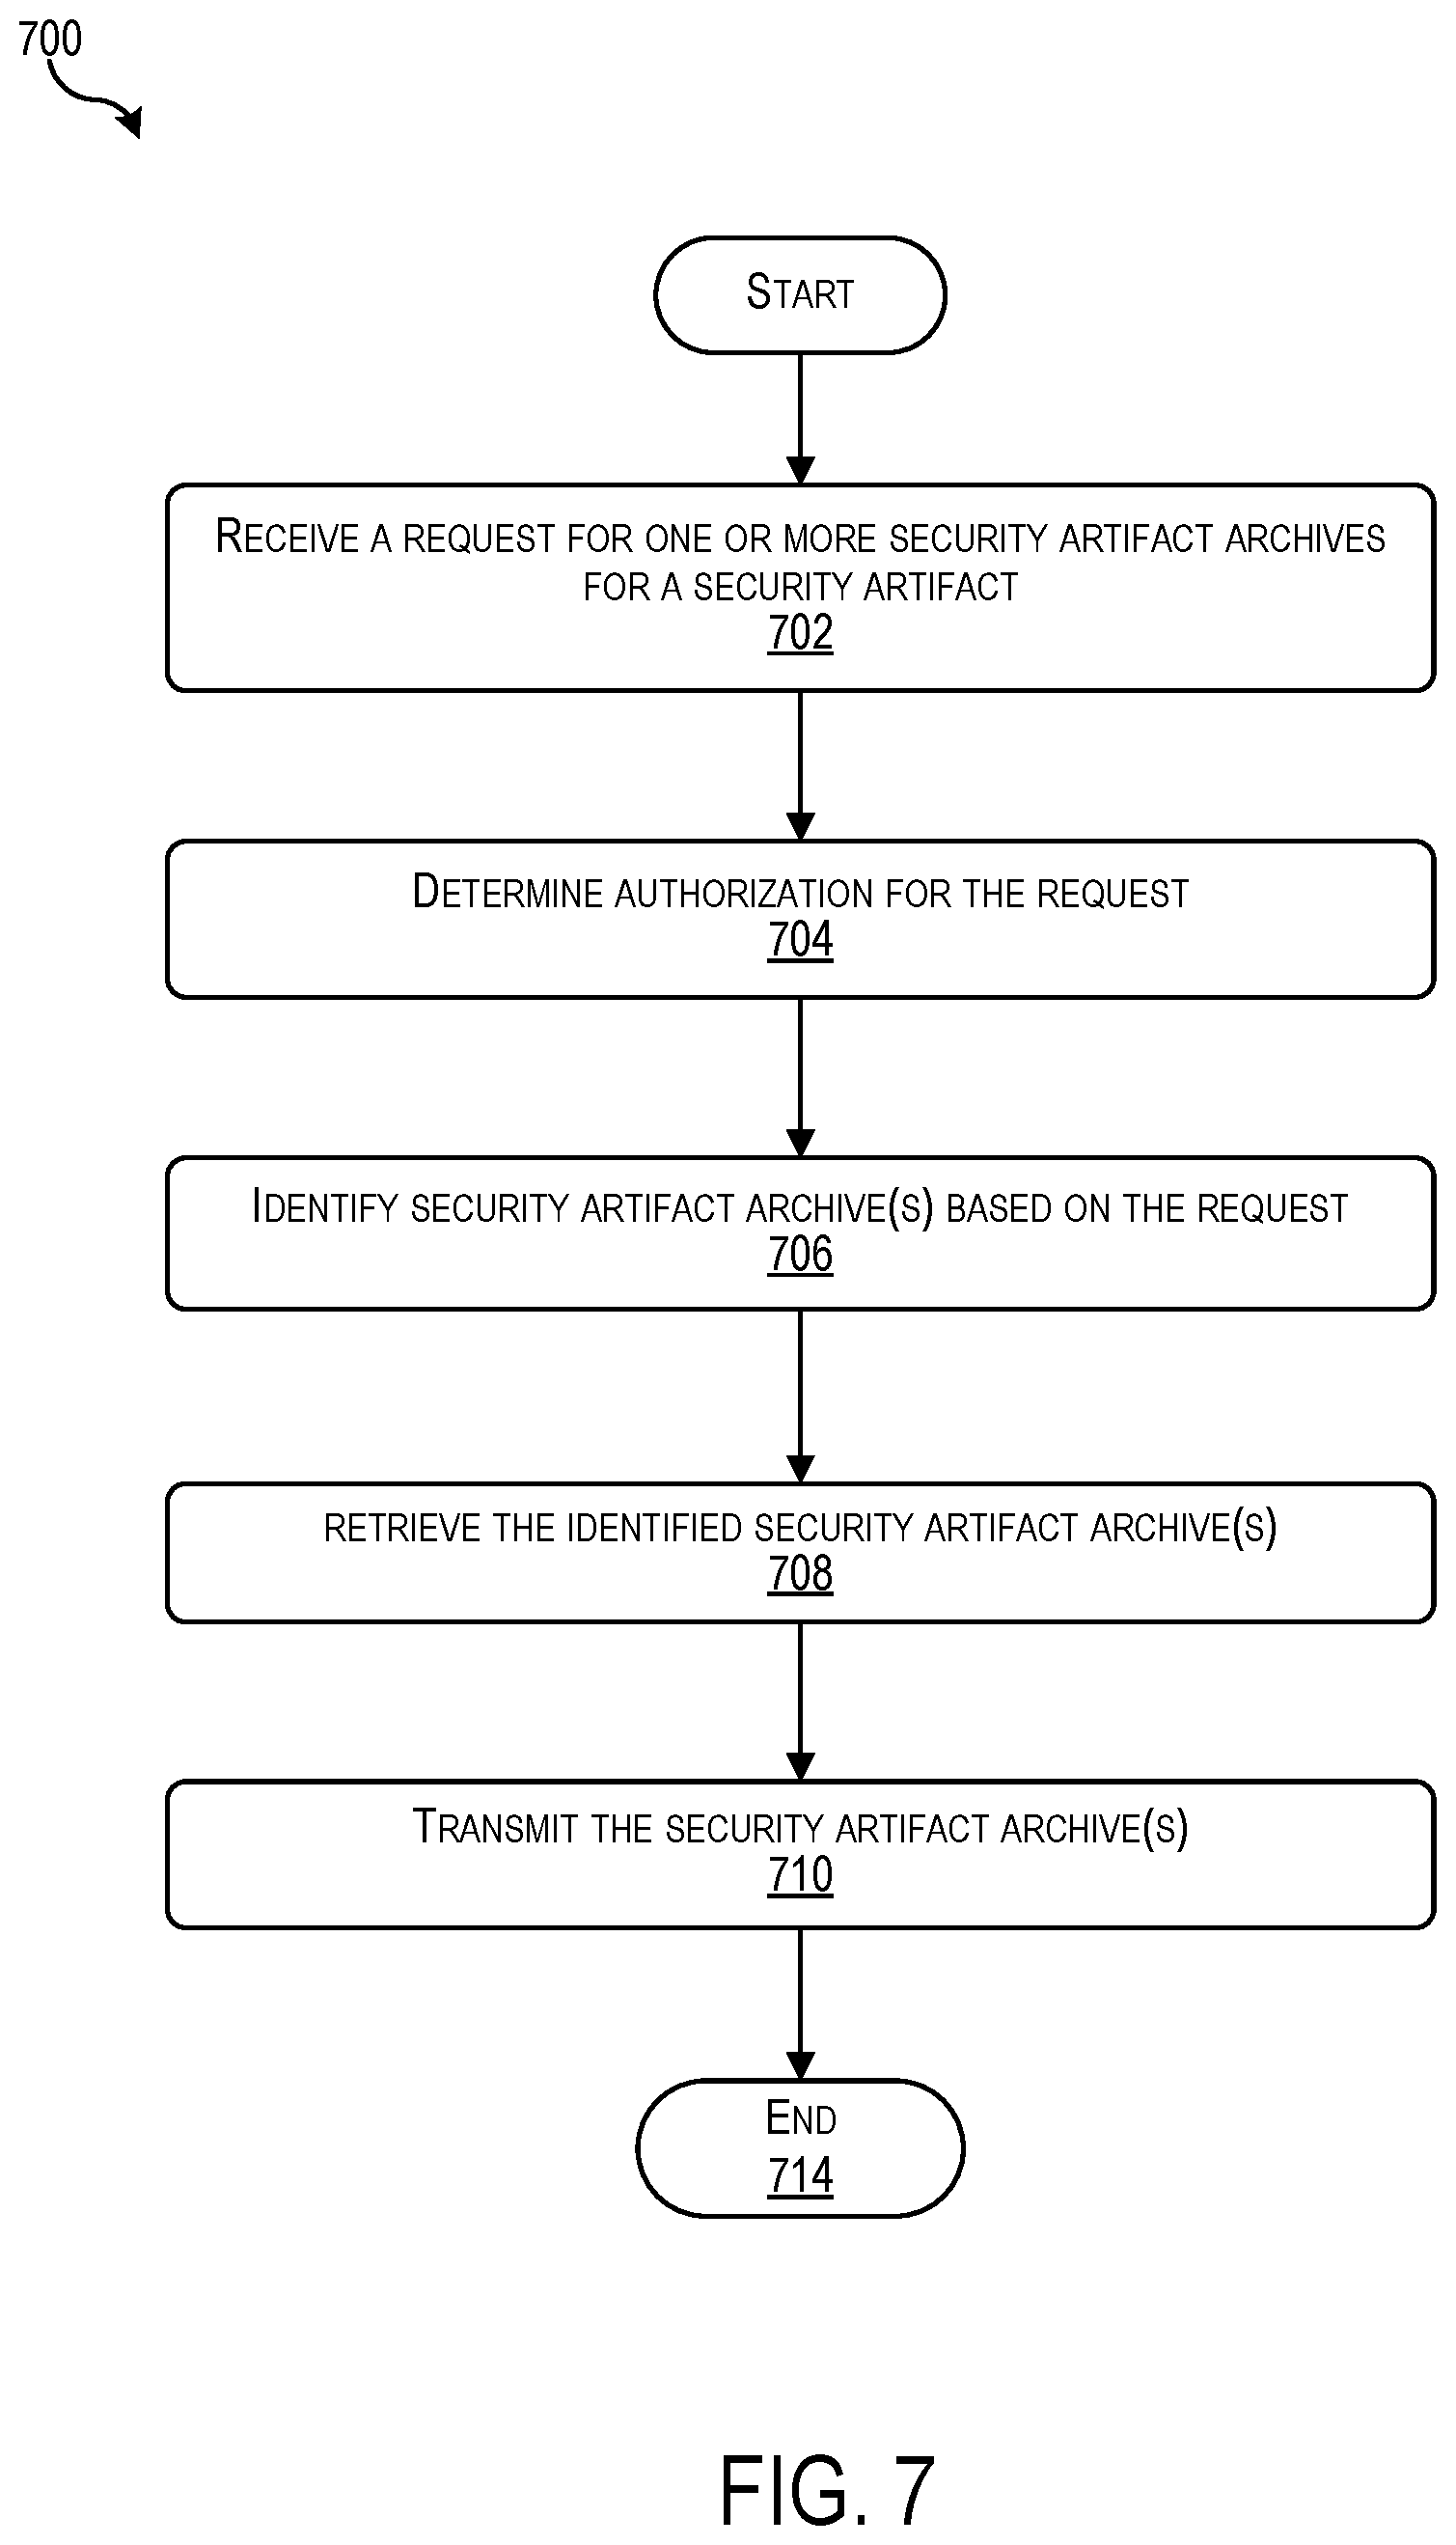 700
START
RECEIVE A REQUEST FOR ONE OR MORE SECURITY ARTIFACT ARCHIVES
FOR A SECURITY ARTIFACT
702
DETERMINE AUTHORIZATION FOR THE REQUEST
704
IDENTIFY SECURITY ARTIFACT ARCHIVE(S) BASED ON THE REQUEST
706
RETRIEVE THE IDENTIFIED SECURITY ARTIFACT ARCHIVE(S)
708
TRANSMIT THE SECURITY ARTIFACT ARCHIVE(S)
710
END
714
FIG. 7